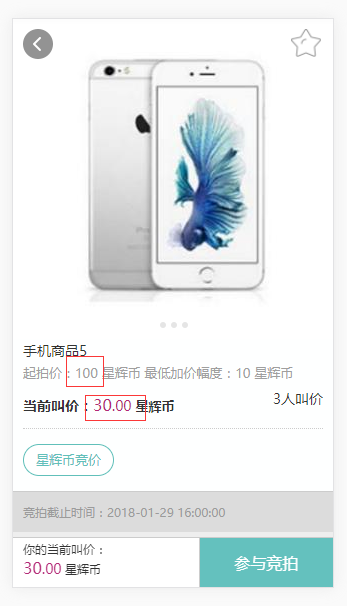 手机商品5
起拍价：100 星辉币 最低加价幅度：10 星辉币
当前叫价：30.00 星辉币
3人叫价
星辉币竞价
竞拍截止时间：2018-01-29 16:00:00
你的当前叫价：
30.00 星辉币
参与竞拍